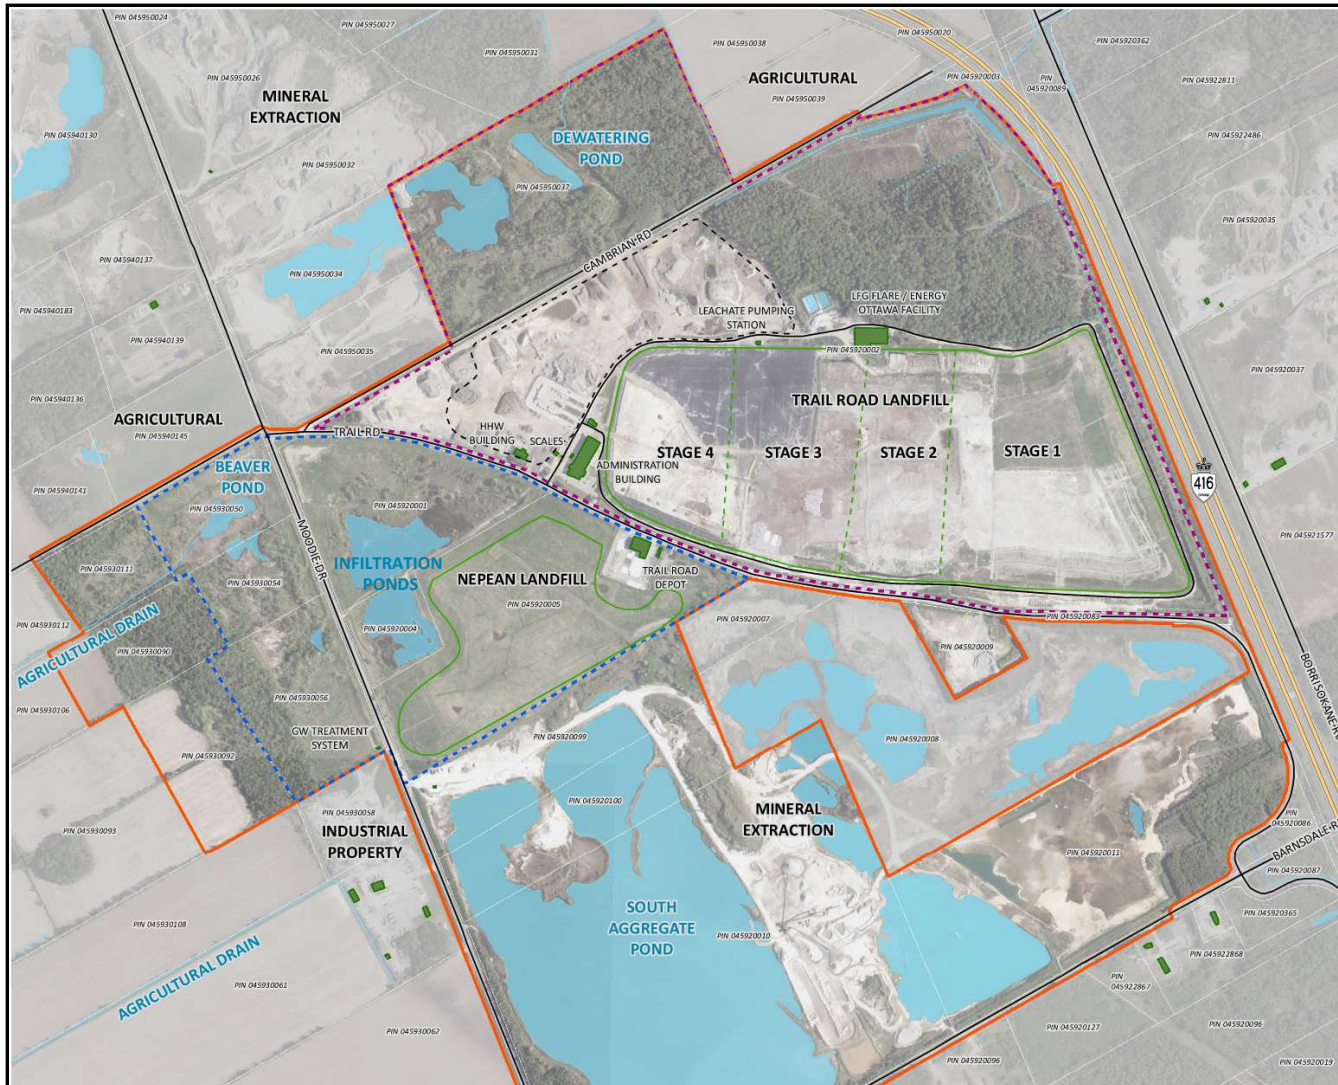 PIN 045950024
PIN 045950027
PIN 045950031
PIN 045950038
PIN 045950020
PIN 045920362
PIN 045950026
MINERAL
EXTRACTION
AGRICULTURAL
PIN 045950039
PIN 045920003
PIN
045920089
PIN 045922811
PIN 045940130
PIN 045922486
DEWATERING
POND
PIN 045950032
PIN 045950037
PIN 045920035
PIN 045940137
PIN 045950034
CAMBRIAN RD
LEACHATE PUMPING
STATION
LFG FLARE / ENERGY
OTTAWA FACILITY
PIN 045940183
PIN 045940139
PIN 045950035
PIN 045920002
PIN 045920037
PIN 045940136
TRAIL ROAD LANDFILL
AGRICULTURAL
PIN 045940145
TRAIL RD
HHW
BUILDING
SCALES
STAGE 4
STAGE 3
STAGE 2
STAGE 1
ADMINISTRATION
BUILDING
BEAVER
POND
PIN 045940141
416
PIN 045930050
PIN 045920001
MOODIE DR
PIN 045921577
INFILTRATION
PONDS
NEPEAN LANDFILL
TRAIL ROAD
DEPOT
PIN 045930111
PIN 045930054
PIN 045920005
PIN 045920007
PIN 045920083
PIN 045930112
PIN 045920004
PIN 045920009
AGRICULTURAL DRAIN
PIN 045930090
BORRISOKANE RD
PIN 045930056
PIN 045930106
GW TREATMENT
SYSTEM
PIN 045920099
PIN 045920008
PIN 045930092
PIN 045920100
PIN 045930058
INDUSTRIAL
PROPERTY
MINERAL
EXTRACTION
PIN
045920086
BARNSDALE RD
PIN 045930093
PIN 045920011
PIN 045920087
SOUTH
AGGREGATE
POND
PIN 045930108
PIN 045920010
PIN 045920365
AGRICULTURAL DRAIN
PIN 045922868
PIN
045922867
PIN 045930061
PIN 045930062
PIN 045920127
PIN 045920096
PIN 045920096
PIN 045920019